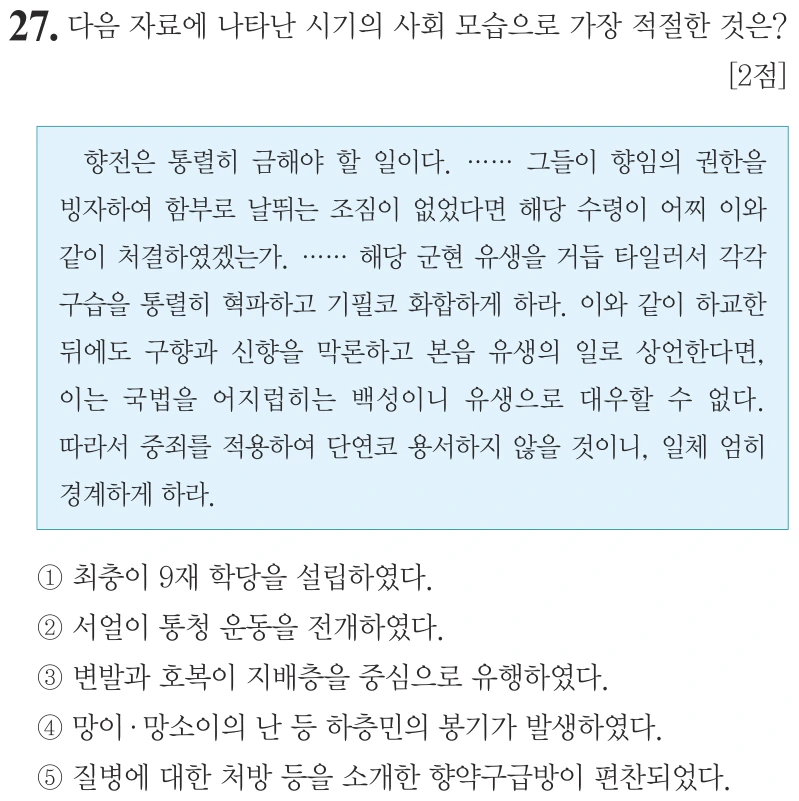 27. 다음 자료에 나타난 시기의 사회 모습으로 가장 적절한 것은?
[2점]
향전은 통렬히 금해야 할 일이다. …… 그들이 향임의 권한을
빙자하여 함부로 날뛰는 조짐이 없었다면 해당 수령이 어찌 이와
같이 처결하였겠는가. …… 해당 군현 유생을 거듭 타일러서 각각
구습을 통렬히 혁파하고 기필코 화합하게 하라. 이와 같이 하교한
뒤에도 구향과 신향을 막론하고 본읍 유생의 일로 상언한다면,
이는 국법을 어지럽히는 백성이니 유생으로 대우할 수 없다.
따라서 중죄를 적용하여 단연코 용서하지 않을 것이니, 일체 엄히
경계하게 하라.
① 최충이 9재 학당을 설립하였다.
② 서얼이 통청 운동을 전개하였다.
③ 변발과 호복이 지배층을 중심으로 유행하였다.
④ 망이·망소이의 난 등 하층민의 봉기가 발생하였다.
⑤ 질병에 대한 처방 등을 소개한 향약구급방이 편찬되었다.